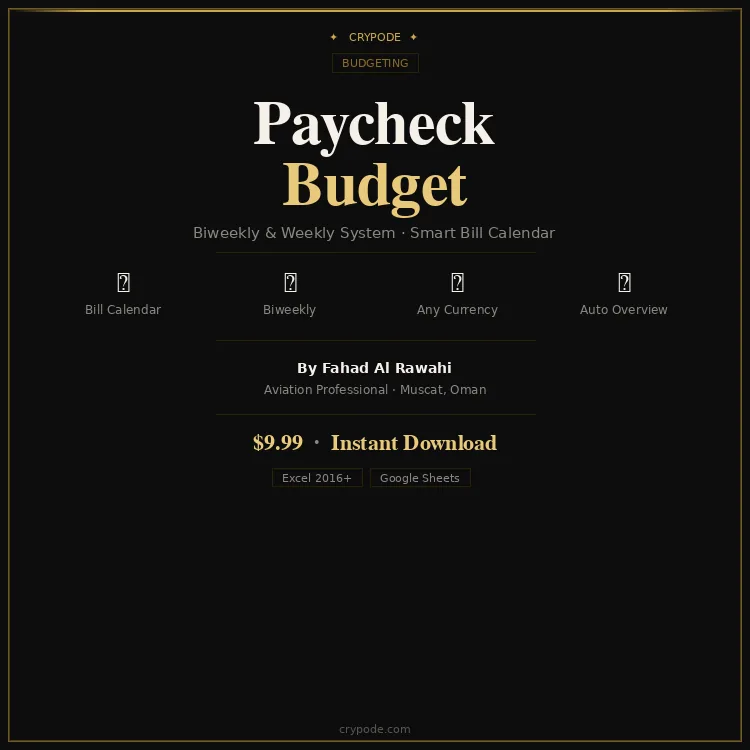 ✦ CRYPODE ✦
BUDGETING
Paycheck
Budget
Biweekly & Weekly System · Smart Bill Calendar
Bill Calendar
Biweekly
Any Currency
Auto Overview
By Fahad Al Rawahi
Aviation Professional · Muscat, Oman
$9.99 · Instant Download
Excel 2016+
Google Sheets
crypode.com